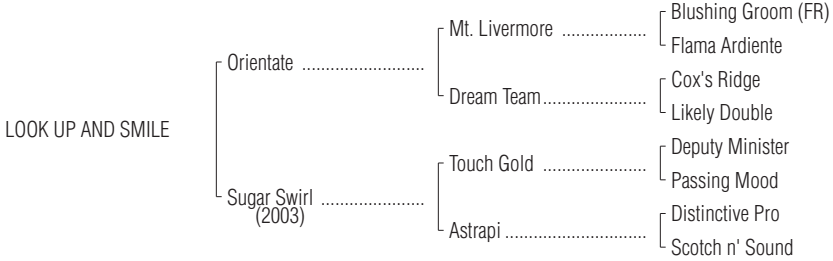 Blushing Groom (FR)
Mt. Livermore ..................
Flama Ardiente
Orientate ..........................
Cox's Ridge
Dream Team......................
Likely Double
LOOK UP AND SMILE
Deputy Minister
Touch Gold ......................
Passing Mood
Sugar Swirl ......................
(2003)
Distinctive Pro
Astrapi ..............................
Scotch n' Sound